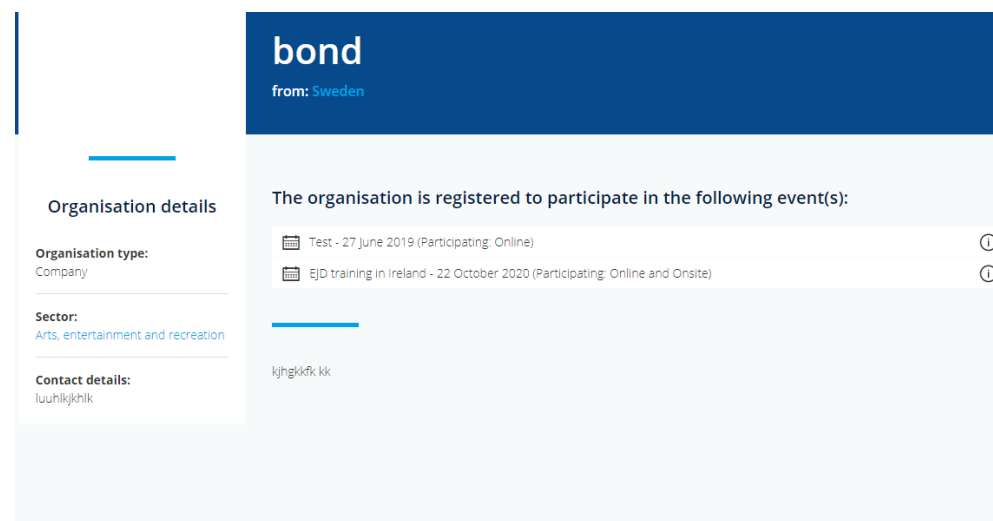 bond
from: Sweden
Organisation details
Organisation type:
Company
Sector:
Arts, entertainment and recreation
Contact details:
luuhlkjkhlk
The organisation is registered to participate in the following event(s):
Test - 27 June 2019 (Participating: Online)
EJD training in Ireland - 22 October 2020 (Participating: Online and Onsite)
kjhgkkfk kk